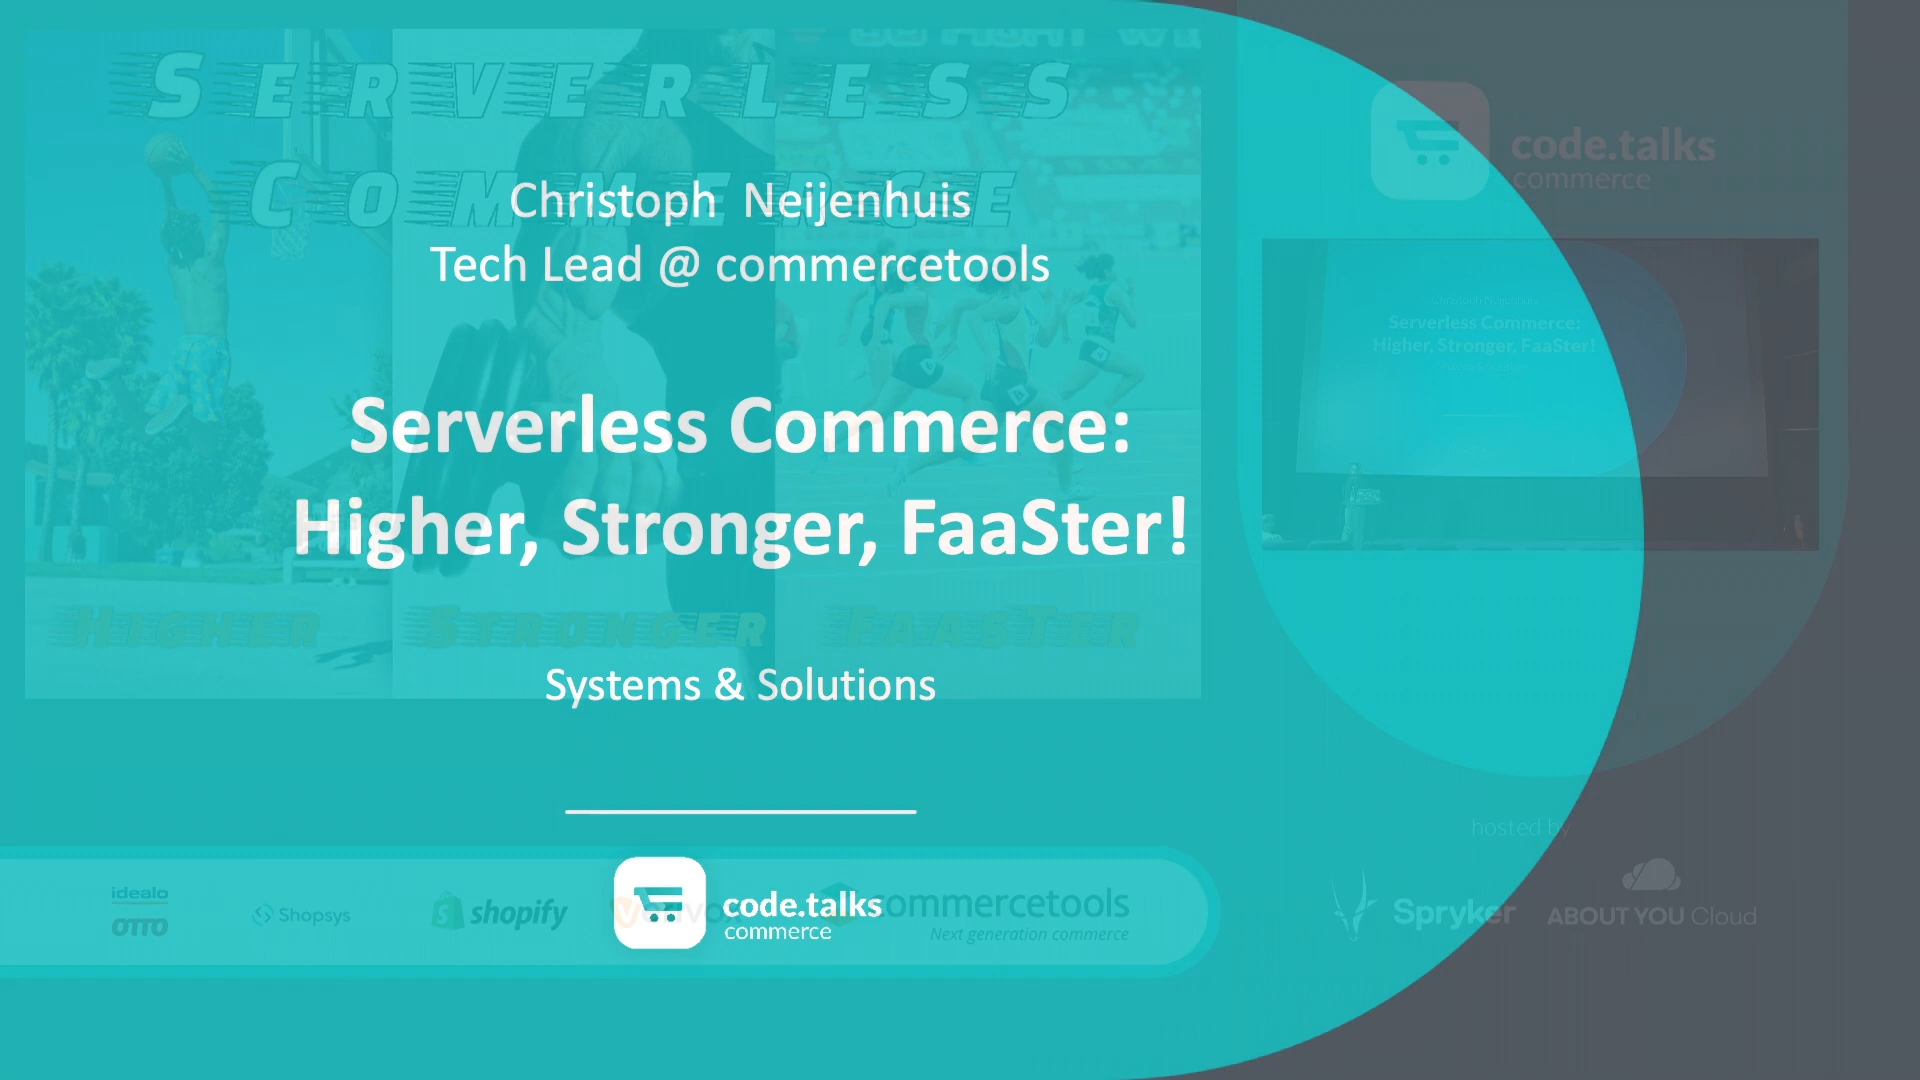 SERVERLESS
COMMERCE
Christoph Neijenhuis
Tech Lead @ commercetools
Serverless Commerce:
Higher, Stronger, FaaSter!
HIGHER
STRONGER
FAASTER
Systems & Solutions
code.talks
commerce
Christoph Neijenhuis
Serverless Commerce:
Higher, Stronger, FaaSter!
hosted by
Spryker
ABOUT YOU Cloud
idealo
OTTO
Shopsys
shopify
code.talks
commerce
commercetools
Next generation commerce